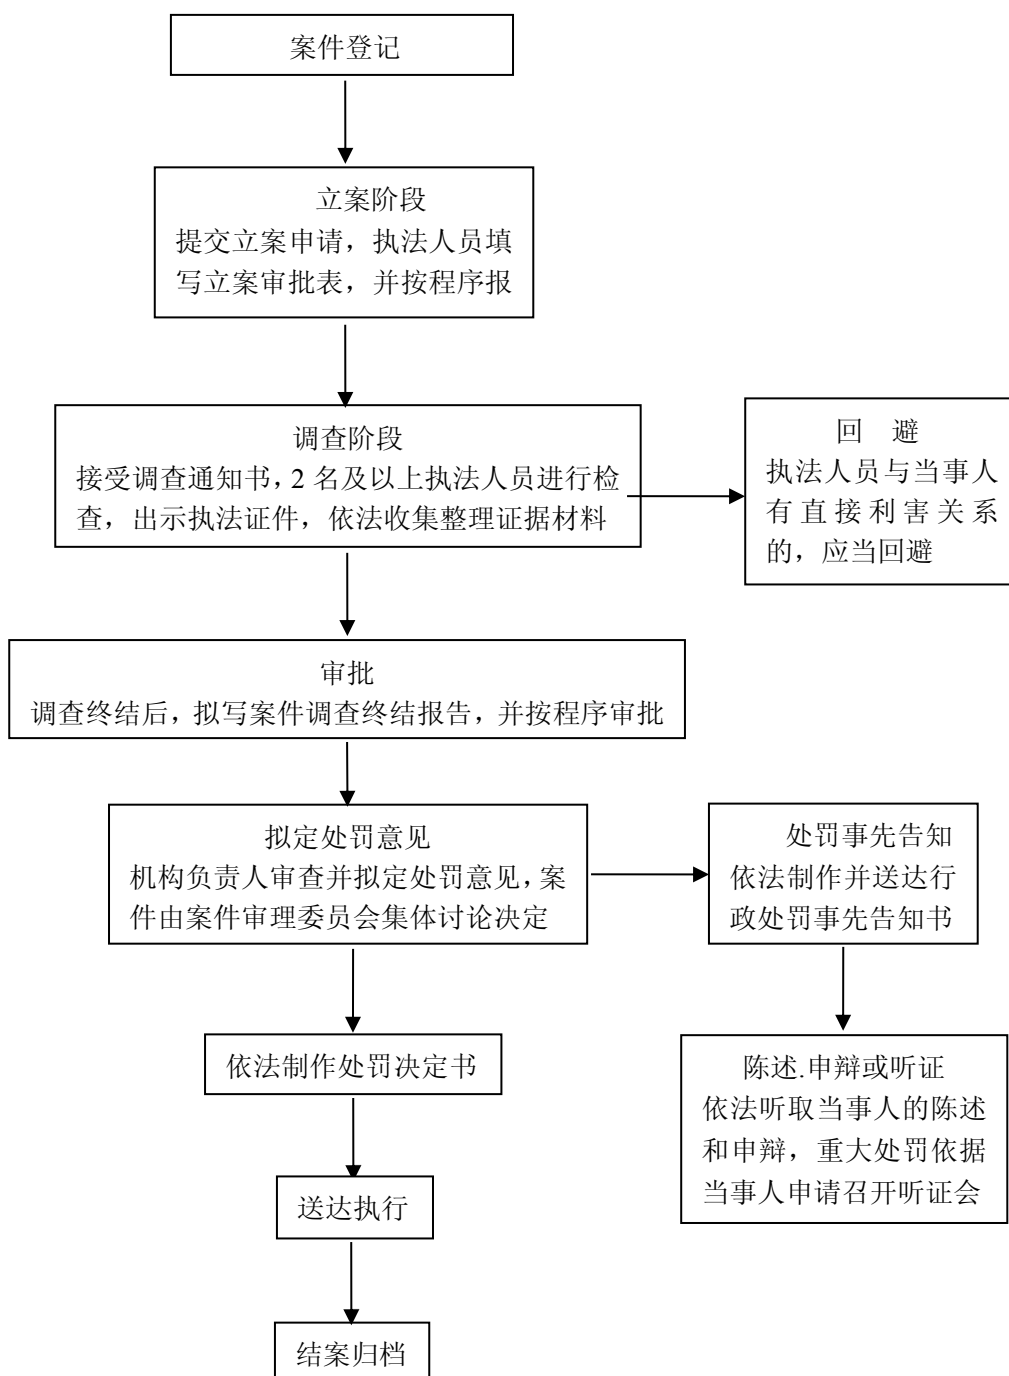 案件登记
立案阶段
提交立案申请，执法人员填
写立案审批表，并按程序报
调查阶段
接受调查通知书，2 名及以上执法人员进行检
查，出示执法证件，依法收集整理证据材料
回 避
执法人员与当事人
有直接利害关系
的，应当回避
审批
调查终结后，拟写案件调查终结报告，并按程序审批
拟定处罚意见
机构负责人审查并拟定处罚意见，案
件由案件审理委员会集体讨论决定
处罚事先告知
依法制作并送达行
政处罚事先告知书
依法制作处罚决定书
陈述.申辩或听证
依法听取当事人的陈述
和申辩，重大处罚依据
当事人申请召开听证会
送达执行
结案归档